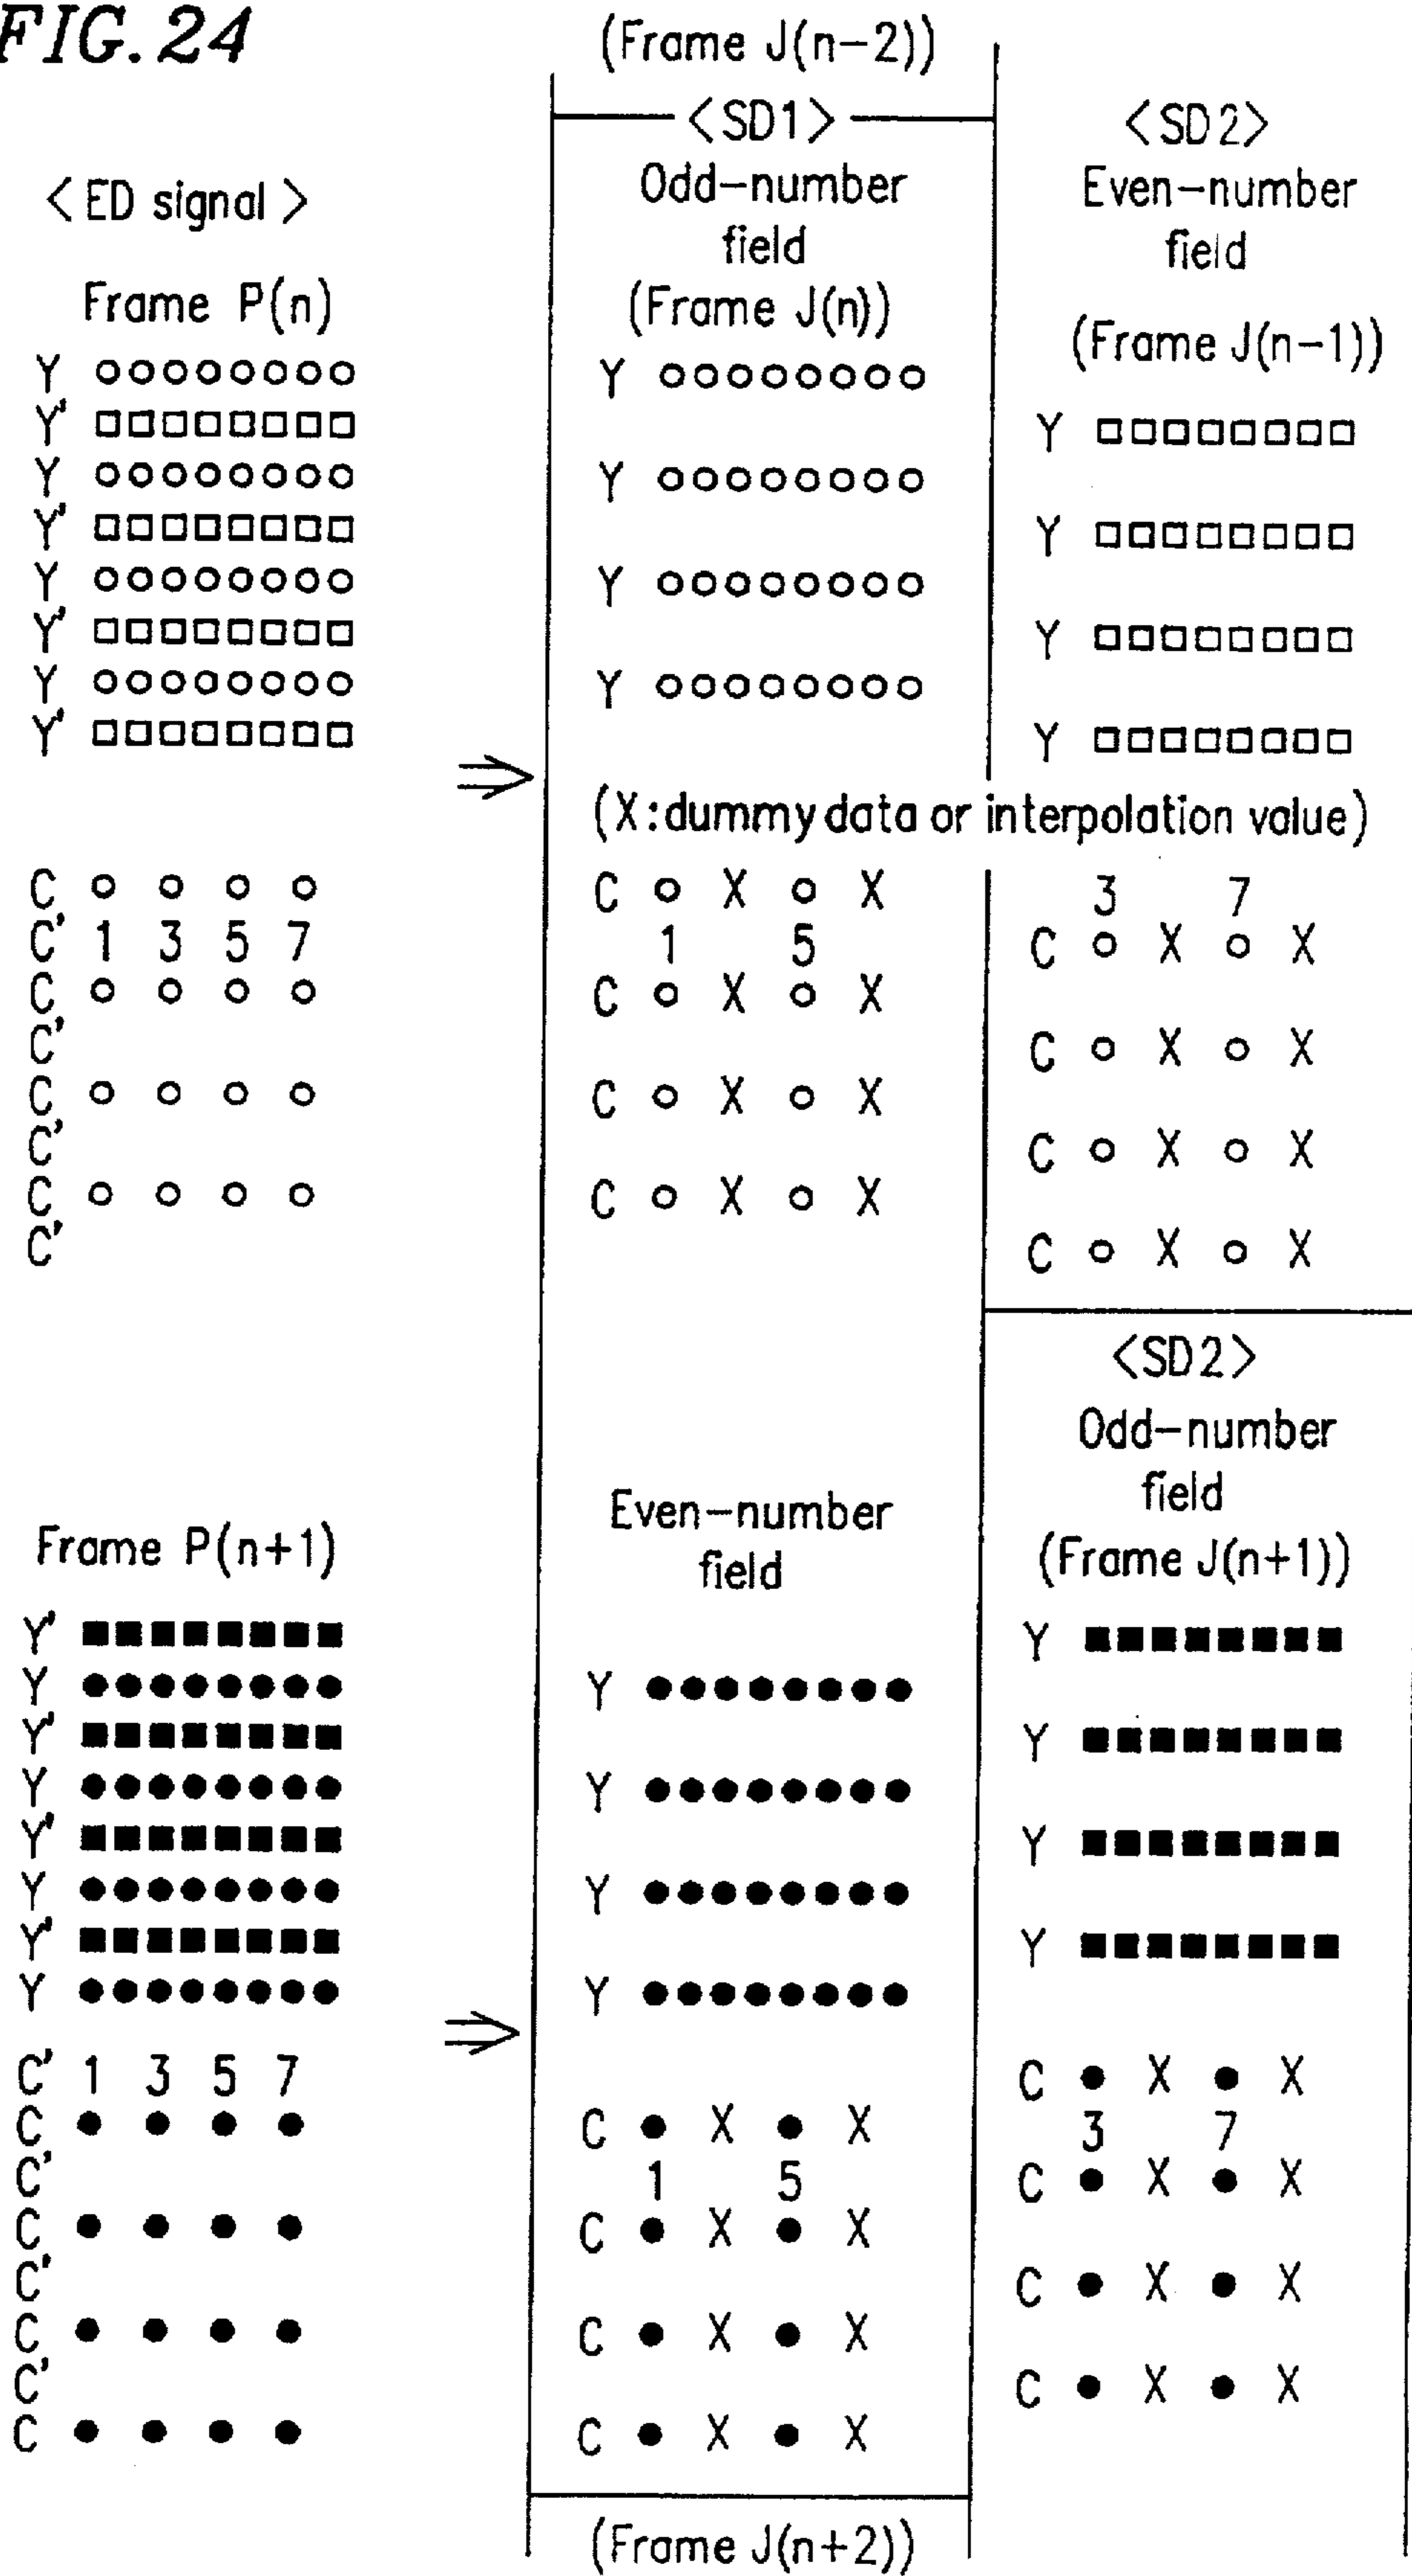 FIG. 24
(Frame J(n-2))
<SD1>
<SD2>
<ED signal>
Odd-number
field
Even-number
field
Frame P(n)
(Frame J(n))
(Frame J(n-1))
Y Y
Y' Y
Y Y
Y' Y
Y Y
Y' Y
Y Y
Y' Y
(X:dummy data or interpolation value)
C C X X 3 7
C' 1 3 5 7 1 5 C X X
C C X X
C' C X X
C C X X
C' C X X
C C X X
C' C X X
<SD2>
Odd-number
field
(Frame J(n+1))
Even-number
field
Frame P(n+1)
Y' Y
Y Y
Y' Y
Y Y
Y' Y
Y Y
Y' Y
Y Y
C' 1 3 5 7 C X X
C C X X 3 7
C' 1 5 C X X
C C X X
C' C X X
C C X X
C' C X X
C C X X
(Frame J(n+2))